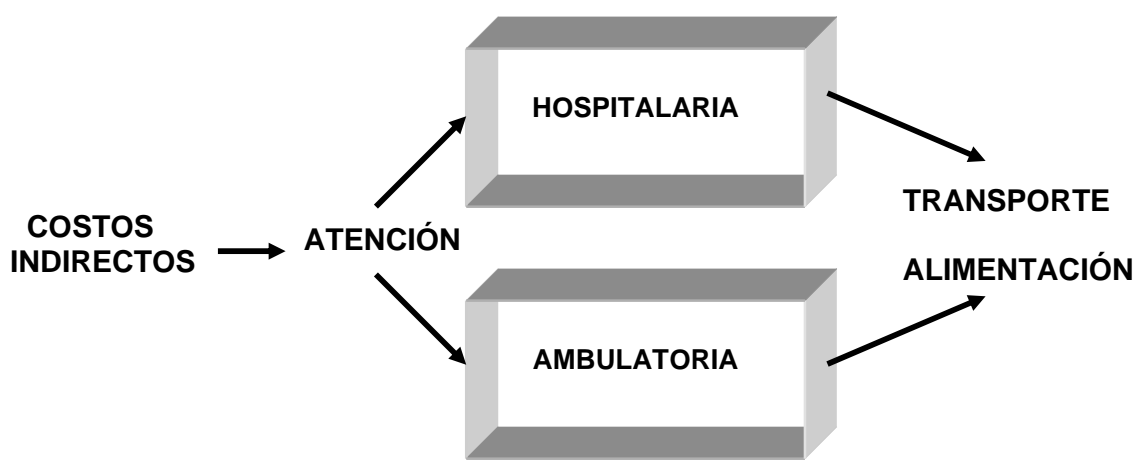 COSTOS
INDIRECTOS
ATENCIÓN
HOSPITALARIA
AMBULATORIA
TRANSPORTE
ALIMENTACIÓN